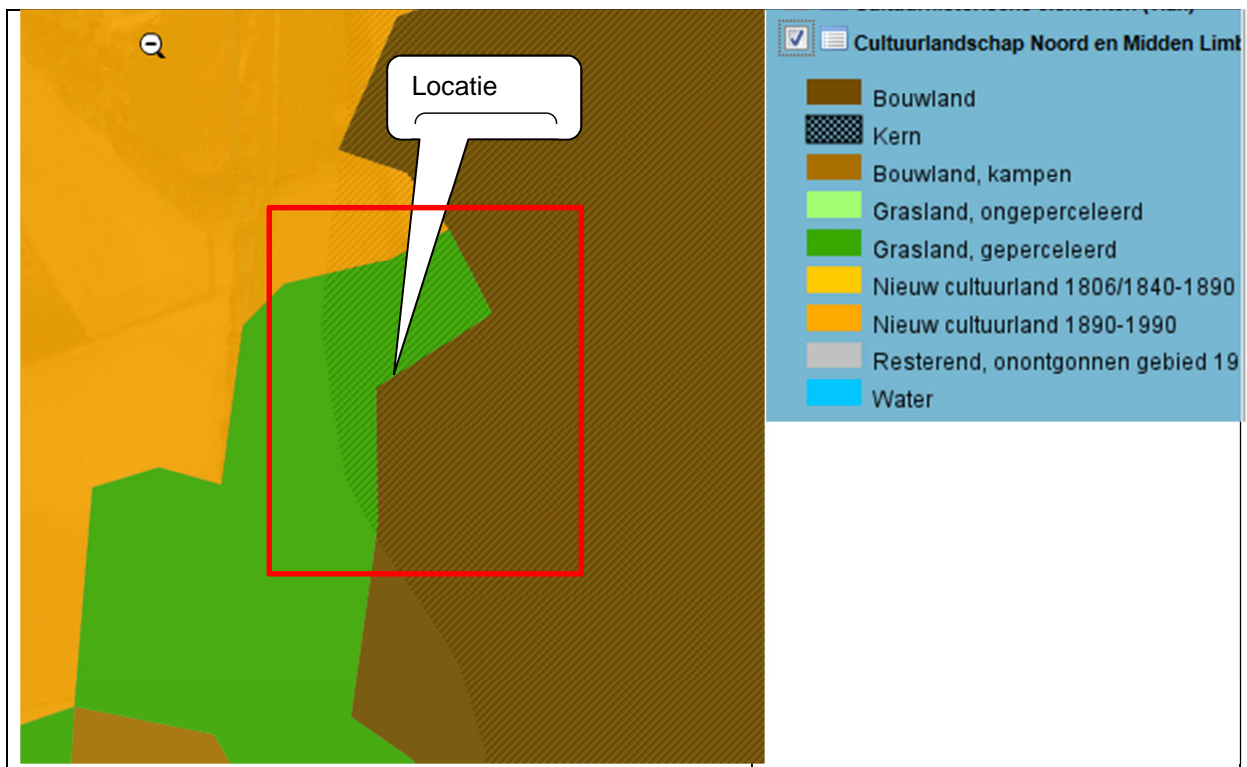 Locatie
Cultuurlandschap Noord en Midden Limb
Bouwland
Kern
Bouwland, kampen
Grasland, ongeperceleerd
Grasland, geperceleerd
Nieuw cultuurland 1806/1840-1890
Nieuw cultuurland 1890-1990
Resterend, onontgonnen gebied 19
Water